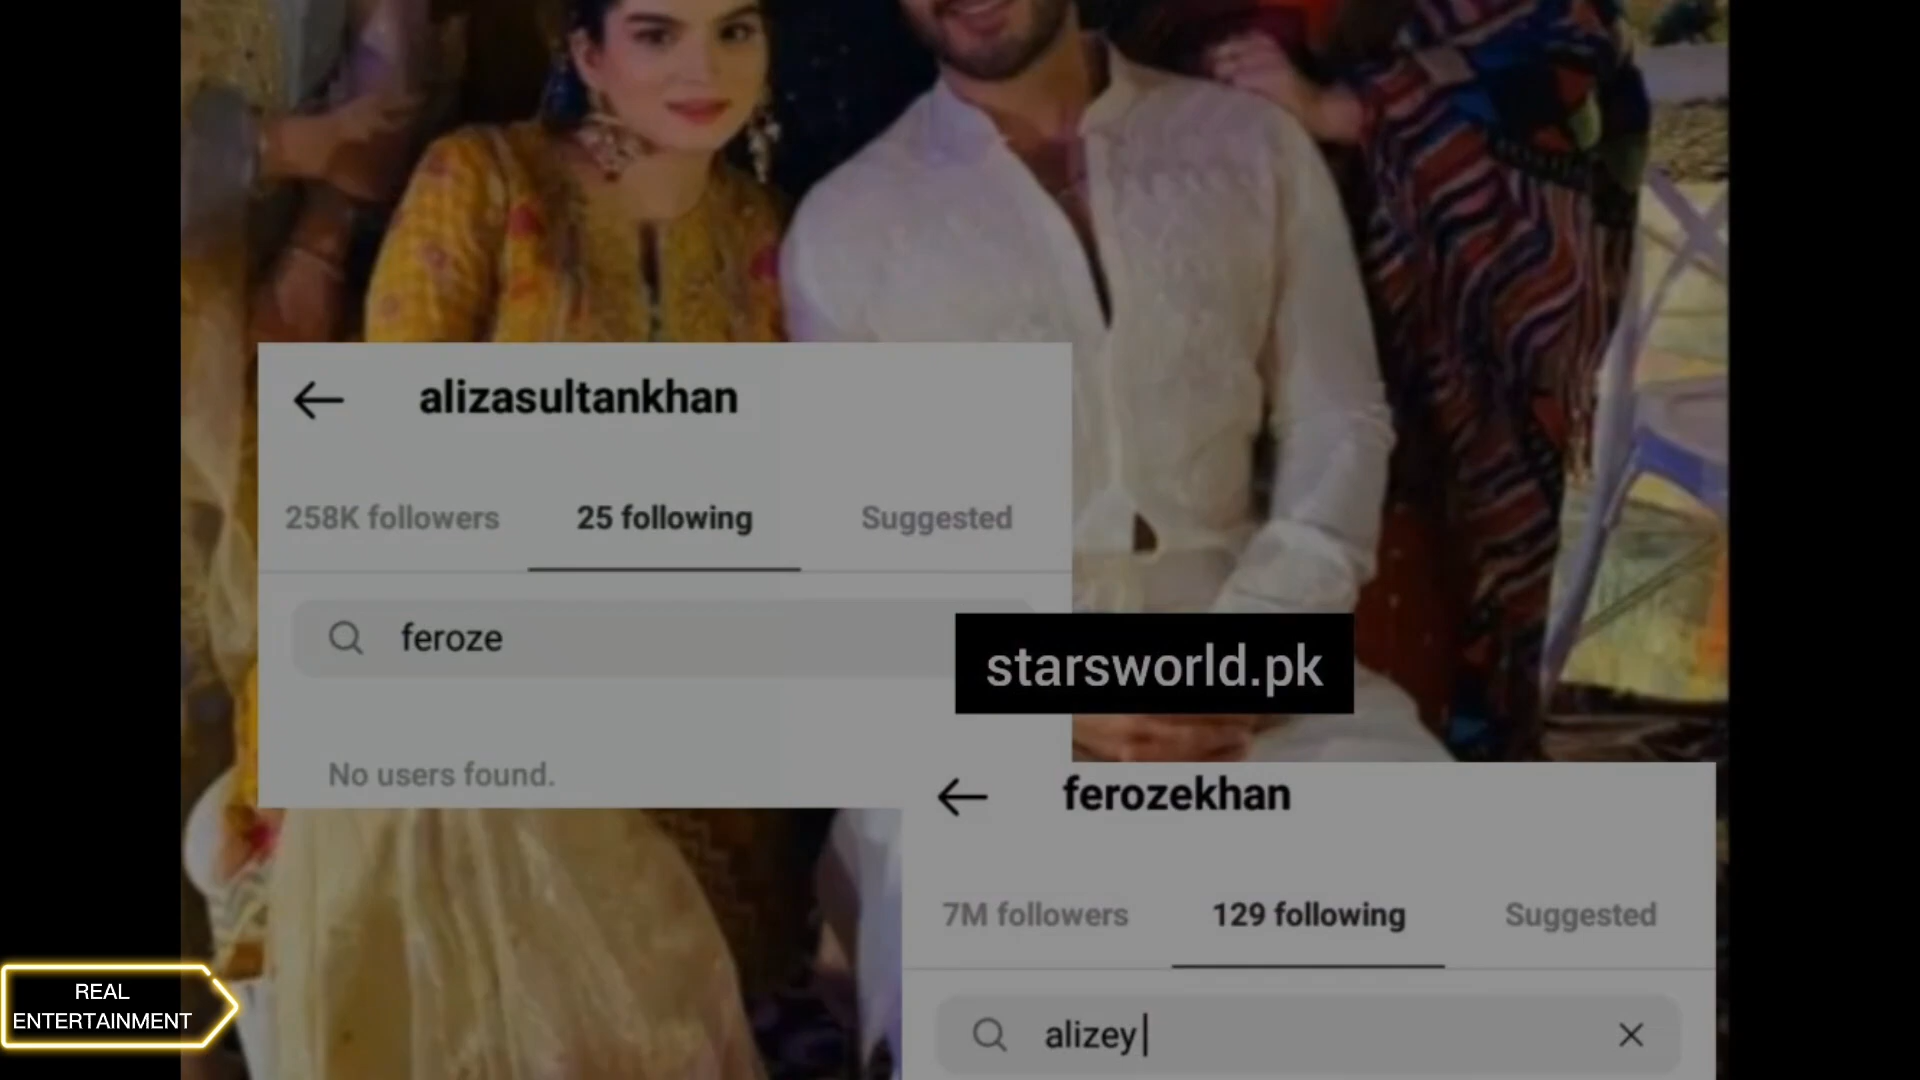 alizasultankhan
258K followers 25 following Suggested
feroze
No users found.
starsworld.pk
ferozekhan
7M followers 129 following Suggested
alizey
REAL
ENTERTAINMENT